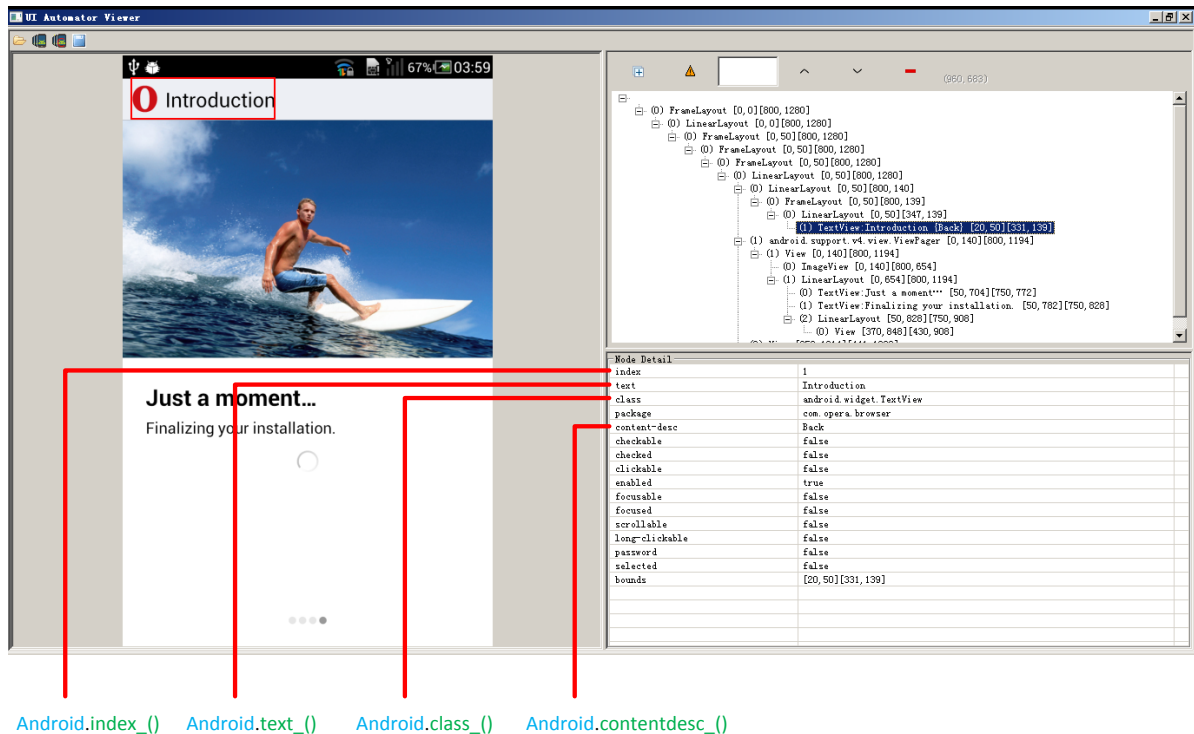 UI Automator Viewer
67% 03:59
Introduction
Just a moment...
Finalizing your installation.
(960, 683)
(0) FrameLayout [0,0][800,1280]
(0) LinearLayout [0,0][800,1280]
(0) FrameLayout [0,50][800,1280]
(0) FrameLayout [0,50][800,1280]
(0) FrameLayout [0,50][800,1280]
(0) LinearLayout [0,50][800,1280]
(0) LinearLayout [0,50][800,140]
(0) FrameLayout [0,50][800,139]
(0) LinearLayout [0,50][347,139]
(1) TextView:Introduction {Back} [20,50][331,139]
(1) android.support.v4.view.ViewPager [0,140][800,1194]
(1) View [0,140][800,1194]
(0) ImageView [0,140][800,654]
(1) LinearLayout [0,654][800,1194]
(0) TextView:Just a moment… [50,704][750,772]
(1) TextView:Finalizing your installation. [50,782][750,828]
(2) LinearLayout [50,828][750,908]
(0) View [370,848][430,908]
Node Detail
index 1
text Introduction
class android.widget.TextView
package com.opera.browser
content-desc Back
checkable false
checked false
clickable false
enabled true
focusable false
focused false
scrollable false
long-clickable false
password false
selected false
bounds [20,50][331,139]
Android.index_() Android.text_() Android.class_() Android.contentdesc_()